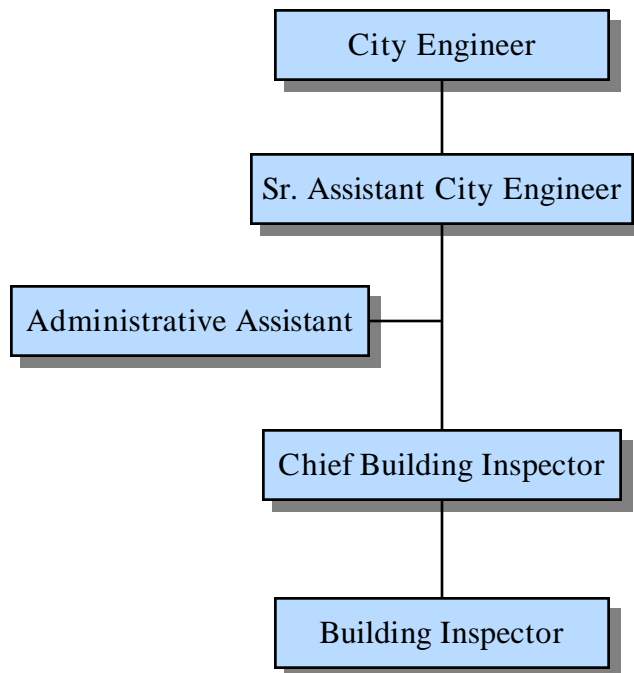 City Engineer
Sr. Assistant City Engineer
Administrative Assistant
Chief Building Inspector
Building Inspector